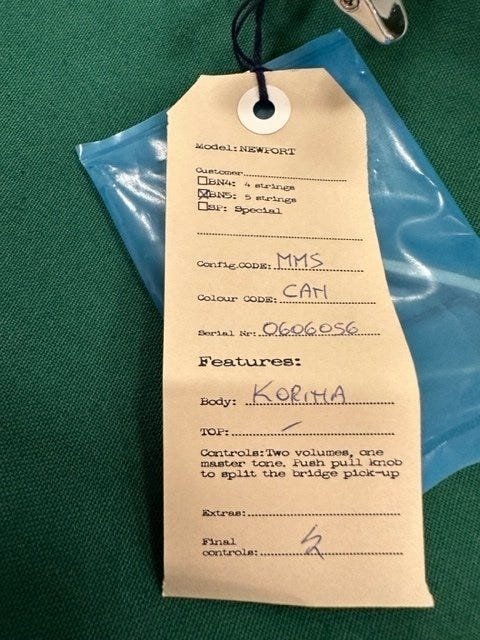 Model: NEWPORT
Customer
BN4: 4 strings
BN5: 5 strings
SP: Special
Config.CODE: MMS
Colour CODE: CAN
Serial Nr: 0606056
Features:
Body: KORINA
TOP: -
Controls: Two volumes, one
master tone. Push pull knob
to split the bridge pick-up
Extras:
Final
controls: